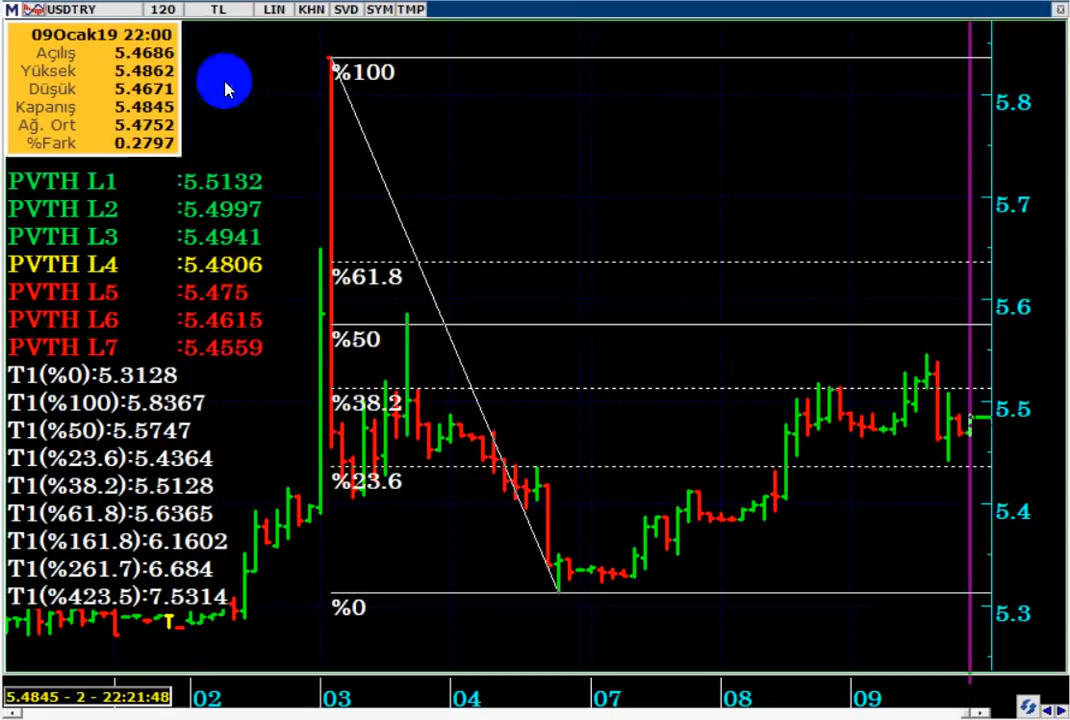 M USDTRY 120 TL LIN KHN SVD SYM TMP
09Ocak19 22:00
Açılış 5.4686
Yüksek 5.4862
Düşük 5.4671
Kapanış 5.4845
Ağ. Ort 5.4752
%Fark 0.2797
PVTH L1 :5.5132
PVTH L2 :5.4997
PVTH L3 :5.4941
PVTH L4 :5.4806
PVTH L5 :5.475
PVTH L6 :5.4615
PVTH L7 :5.4559
T1(%0):5.3128
T1(%100):5.8367
T1(%50):5.5747
T1(%23.6):5.4364
T1(%38.2):5.5128
T1(%61.8):5.6365
T1(%161.8):6.1602
T1(%261.7):6.684
T1(%423.5):7.5314
%100
%61.8
%50
%38.2
%23.6
%0
5.8
5.7
5.6
5.5
5.4
5.3
5.4845 - 2 - 22:21:48
02 03 04 07 08 09